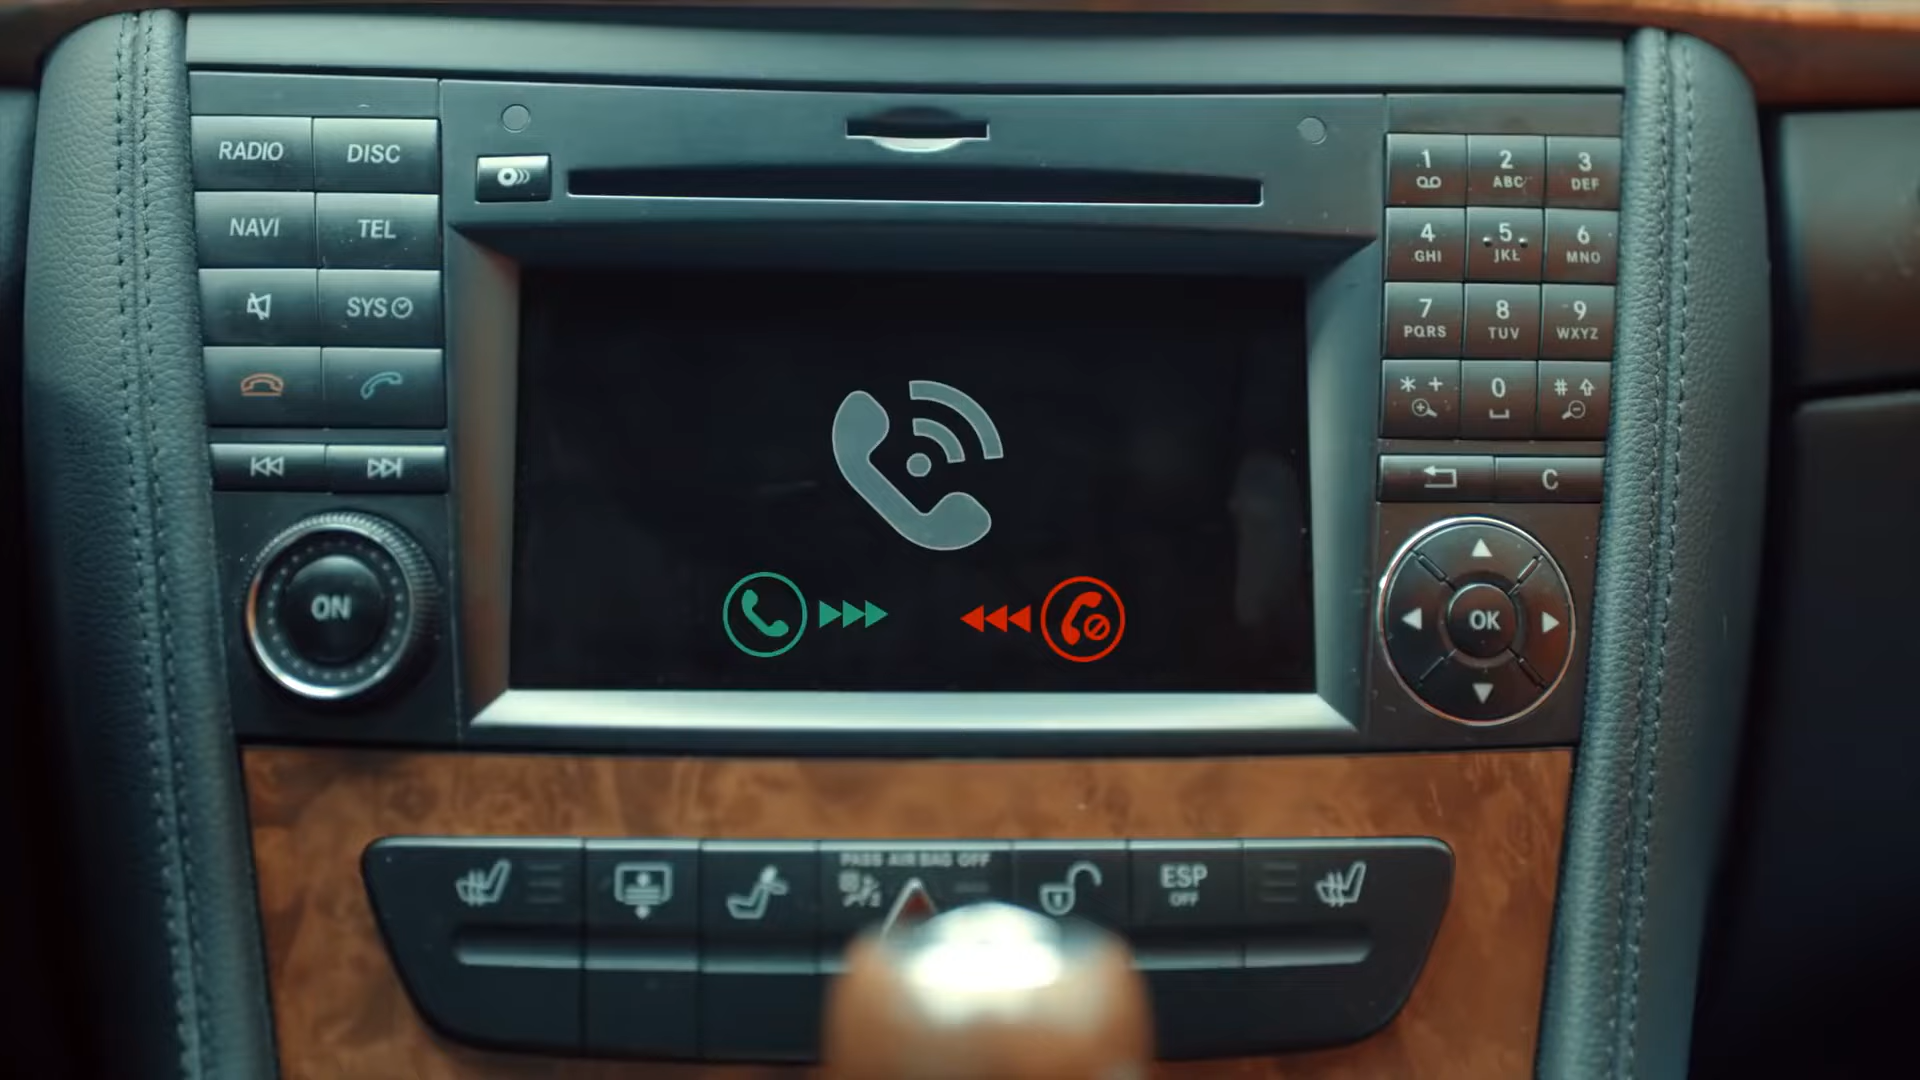 RADIO DISC
NAVI TEL
SYS
ON
1 2 ABC 3 DEF
4 GHI 5 JKL 6 MNO
7 PQRS 8 TUV 9 WXYZ
* + 0 #
C
OK
PASS AIR BAG OFF
ESP OFF